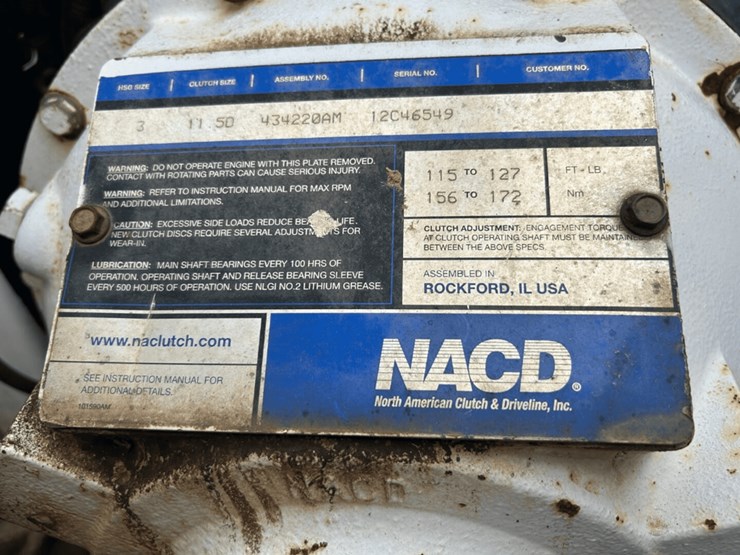 HSG SIZE CLUTCH SIZE ASSEMBLY NO. SERIAL NO. CUSTOMER NO.
3 11.50 434220AM 12C46549
WARNING: DO NOT OPERATE ENGINE WITH THIS PLATE REMOVED.
CONTACT WITH ROTATING PARTS CAN CAUSE SERIOUS INJURY.
WARNING: REFER TO INSTRUCTION MANUAL FOR MAX RPM
AND ADDITIONAL LIMITATIONS.
CAUTION: EXCESSIVE SIDE LOADS REDUCE BEARING LIFE.
NEW CLUTCH DISCS REQUIRE SEVERAL ADJUSTMENTS FOR
WEAR-IN.
LUBRICATION: MAIN SHAFT BEARINGS EVERY 100 HRS OF
OPERATION. OPERATING SHAFT AND RELEASE BEARING SLEEVE
EVERY 500 HOURS OF OPERATION. USE NLGI NO.2 LITHIUM GREASE.
115 TO 127 FT-LB.
156 TO 172 Nm
CLUTCH ADJUSTMENT: ENGAGEMENT TORQUE
AT CLUTCH OPERATING SHAFT MUST BE MAINTAINE
BETWEEN THE ABOVE SPECS.
ASSEMBLED IN
ROCKFORD, IL USA
www.naclutch.com
SEE INSTRUCTION MANUAL FOR
ADDITIONAL DETAILS.
101590AM
NACD®
North American Clutch & Driveline, Inc.
NACD